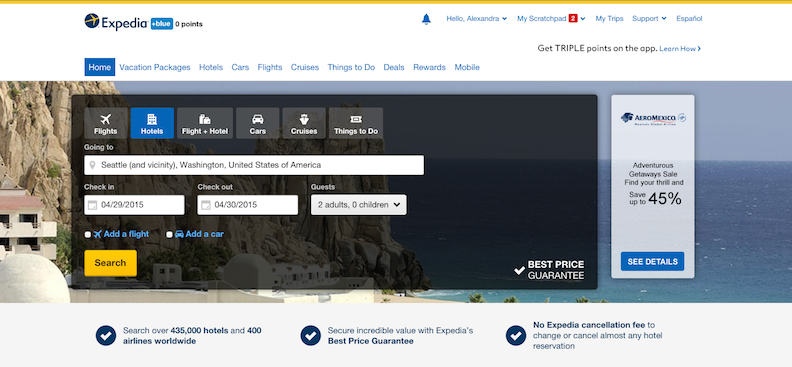 Expedia +blue 0 points
Hello, Alexandra My Scratchpad 2 My Trips Support Español
Get TRIPLE points on the app. Learn How
Home Vacation Packages Hotels Cars Flights Cruises Things to Do Deals Rewards Mobile
Flights Hotels Flight + Hotel Cars Cruises Things to Do
Going to
Seattle (and vicinity), Washington, United States of America
Check in Check out Guests
04/29/2015 04/30/2015 2 adults, 0 children
Add a flight Add a car
Search
BEST PRICE
GUARANTEE
AEROMEXICO
Adventurous
Getaways Sale
Find your thrill and
Save
up to 45%
SEE DETAILS
Search over 435,000 hotels and 400
airlines worldwide
Secure incredible value with Expedia's
Best Price Guarantee
No Expedia cancellation fee to
change or cancel almost any hotel
reservation